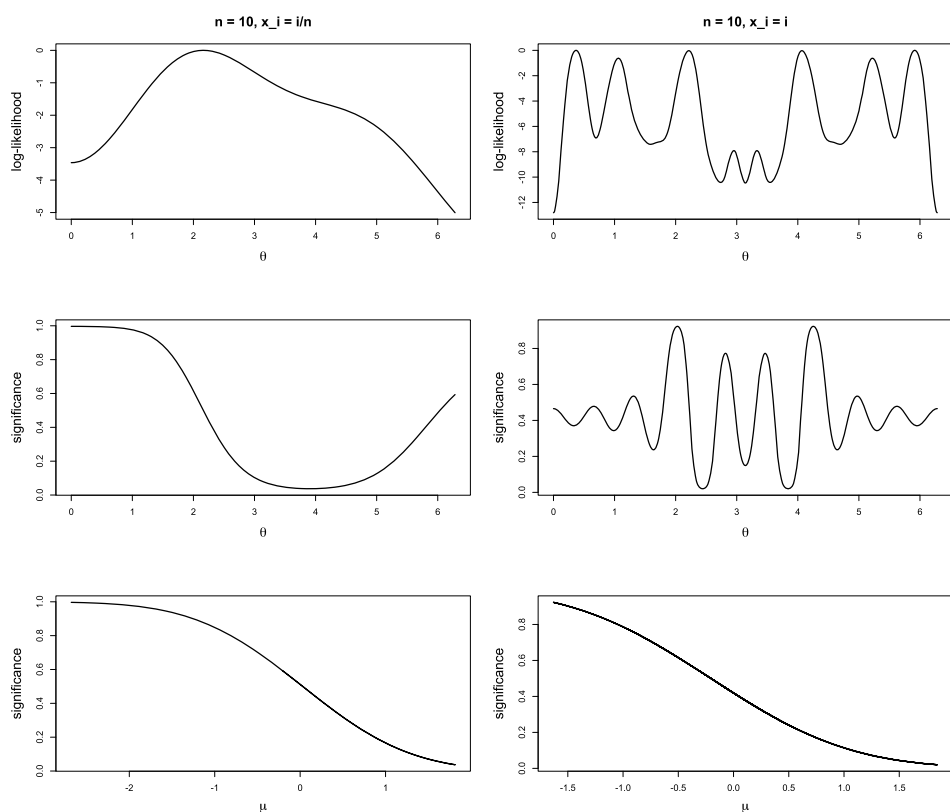 n = 10, x_i = i/n
log-likelihood
0
-1
-2
-3
-4
-5
0 1 2 3 4 5 6
θ
n = 10, x_i = i
log-likelihood
0
-2
-4
-6
-8
-10
-12
0 1 2 3 4 5 6
θ
significance
1.0
0.8
0.6
0.4
0.2
0.0
0 1 2 3 4 5 6
θ
significance
0.8
0.6
0.4
0.2
0.0
0 1 2 3 4 5 6
θ
significance
1.0
0.8
0.6
0.4
0.2
0.0
-2 -1 0 1
μ
significance
0.8
0.6
0.4
0.2
0.0
-1.5 -1.0 -0.5 0.0 0.5 1.0 1.5
μ